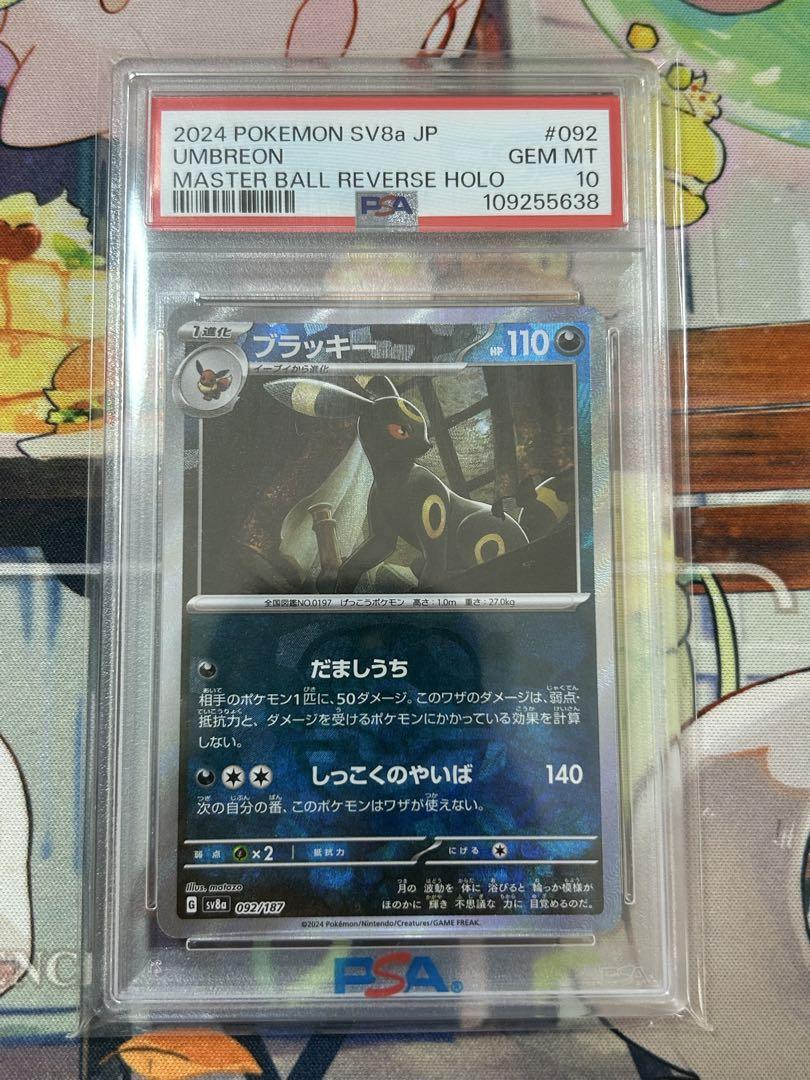 2024 POKEMON SV8a JP #092
UMBREON GEM MT
MASTER BALL REVERSE HOLO 10
PSA 109255638
1進化 ブラッキー HP 110
イーブイから進化
全国図鑑NO.0197 げっこうポケモン 高さ:1.0m 重さ:27.0kg
だましうち
相手のポケモン1匹に、50ダメージ。このワザのダメージは、弱点・
抵抗力と、ダメージを受けるポケモンにかかっている効果を計算
しない。
しっこくのやいば 140
次の自分の番、このポケモンはワザが使えない。
弱点 ×2 抵抗力 にげる
illus. matazo
月の波動を体に浴びると輪っか模様が
G sv8a 092/187 ほのかに輝き不思議な力に目覚めるのだ。
©2024 Pokémon/Nintendo/Creatures/GAME FREAK.
PSA®